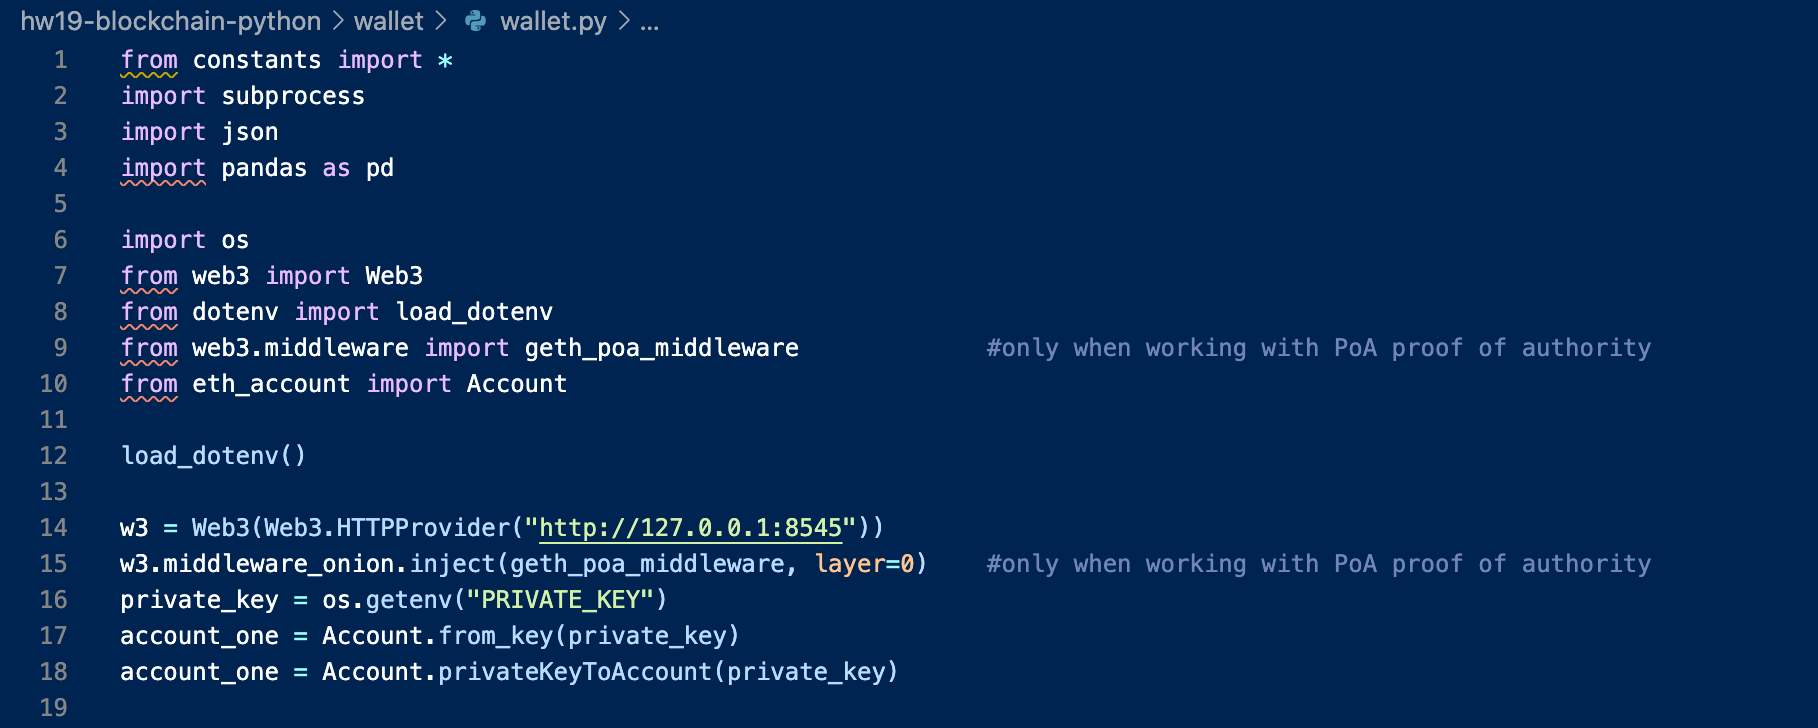 hw19-blockchain-python > wallet > wallet.py > ...
1 from constants import *
2 import subprocess
3 import json
4 import pandas as pd
5
6 import os
7 from web3 import Web3
8 from dotenv import load_dotenv
9 from web3.middleware import geth_poa_middleware #only when working with PoA proof of authority
10 from eth_account import Account
11
12 load_dotenv()
13
14 w3 = Web3(Web3.HTTPProvider("http://127.0.0.1:8545"))
15 w3.middleware_onion.inject(geth_poa_middleware, layer=0) #only when working with PoA proof of authority
16 private_key = os.getenv("PRIVATE_KEY")
17 account_one = Account.from_key(private_key)
18 account_one = Account.privateKeyToAccount(private_key)
19